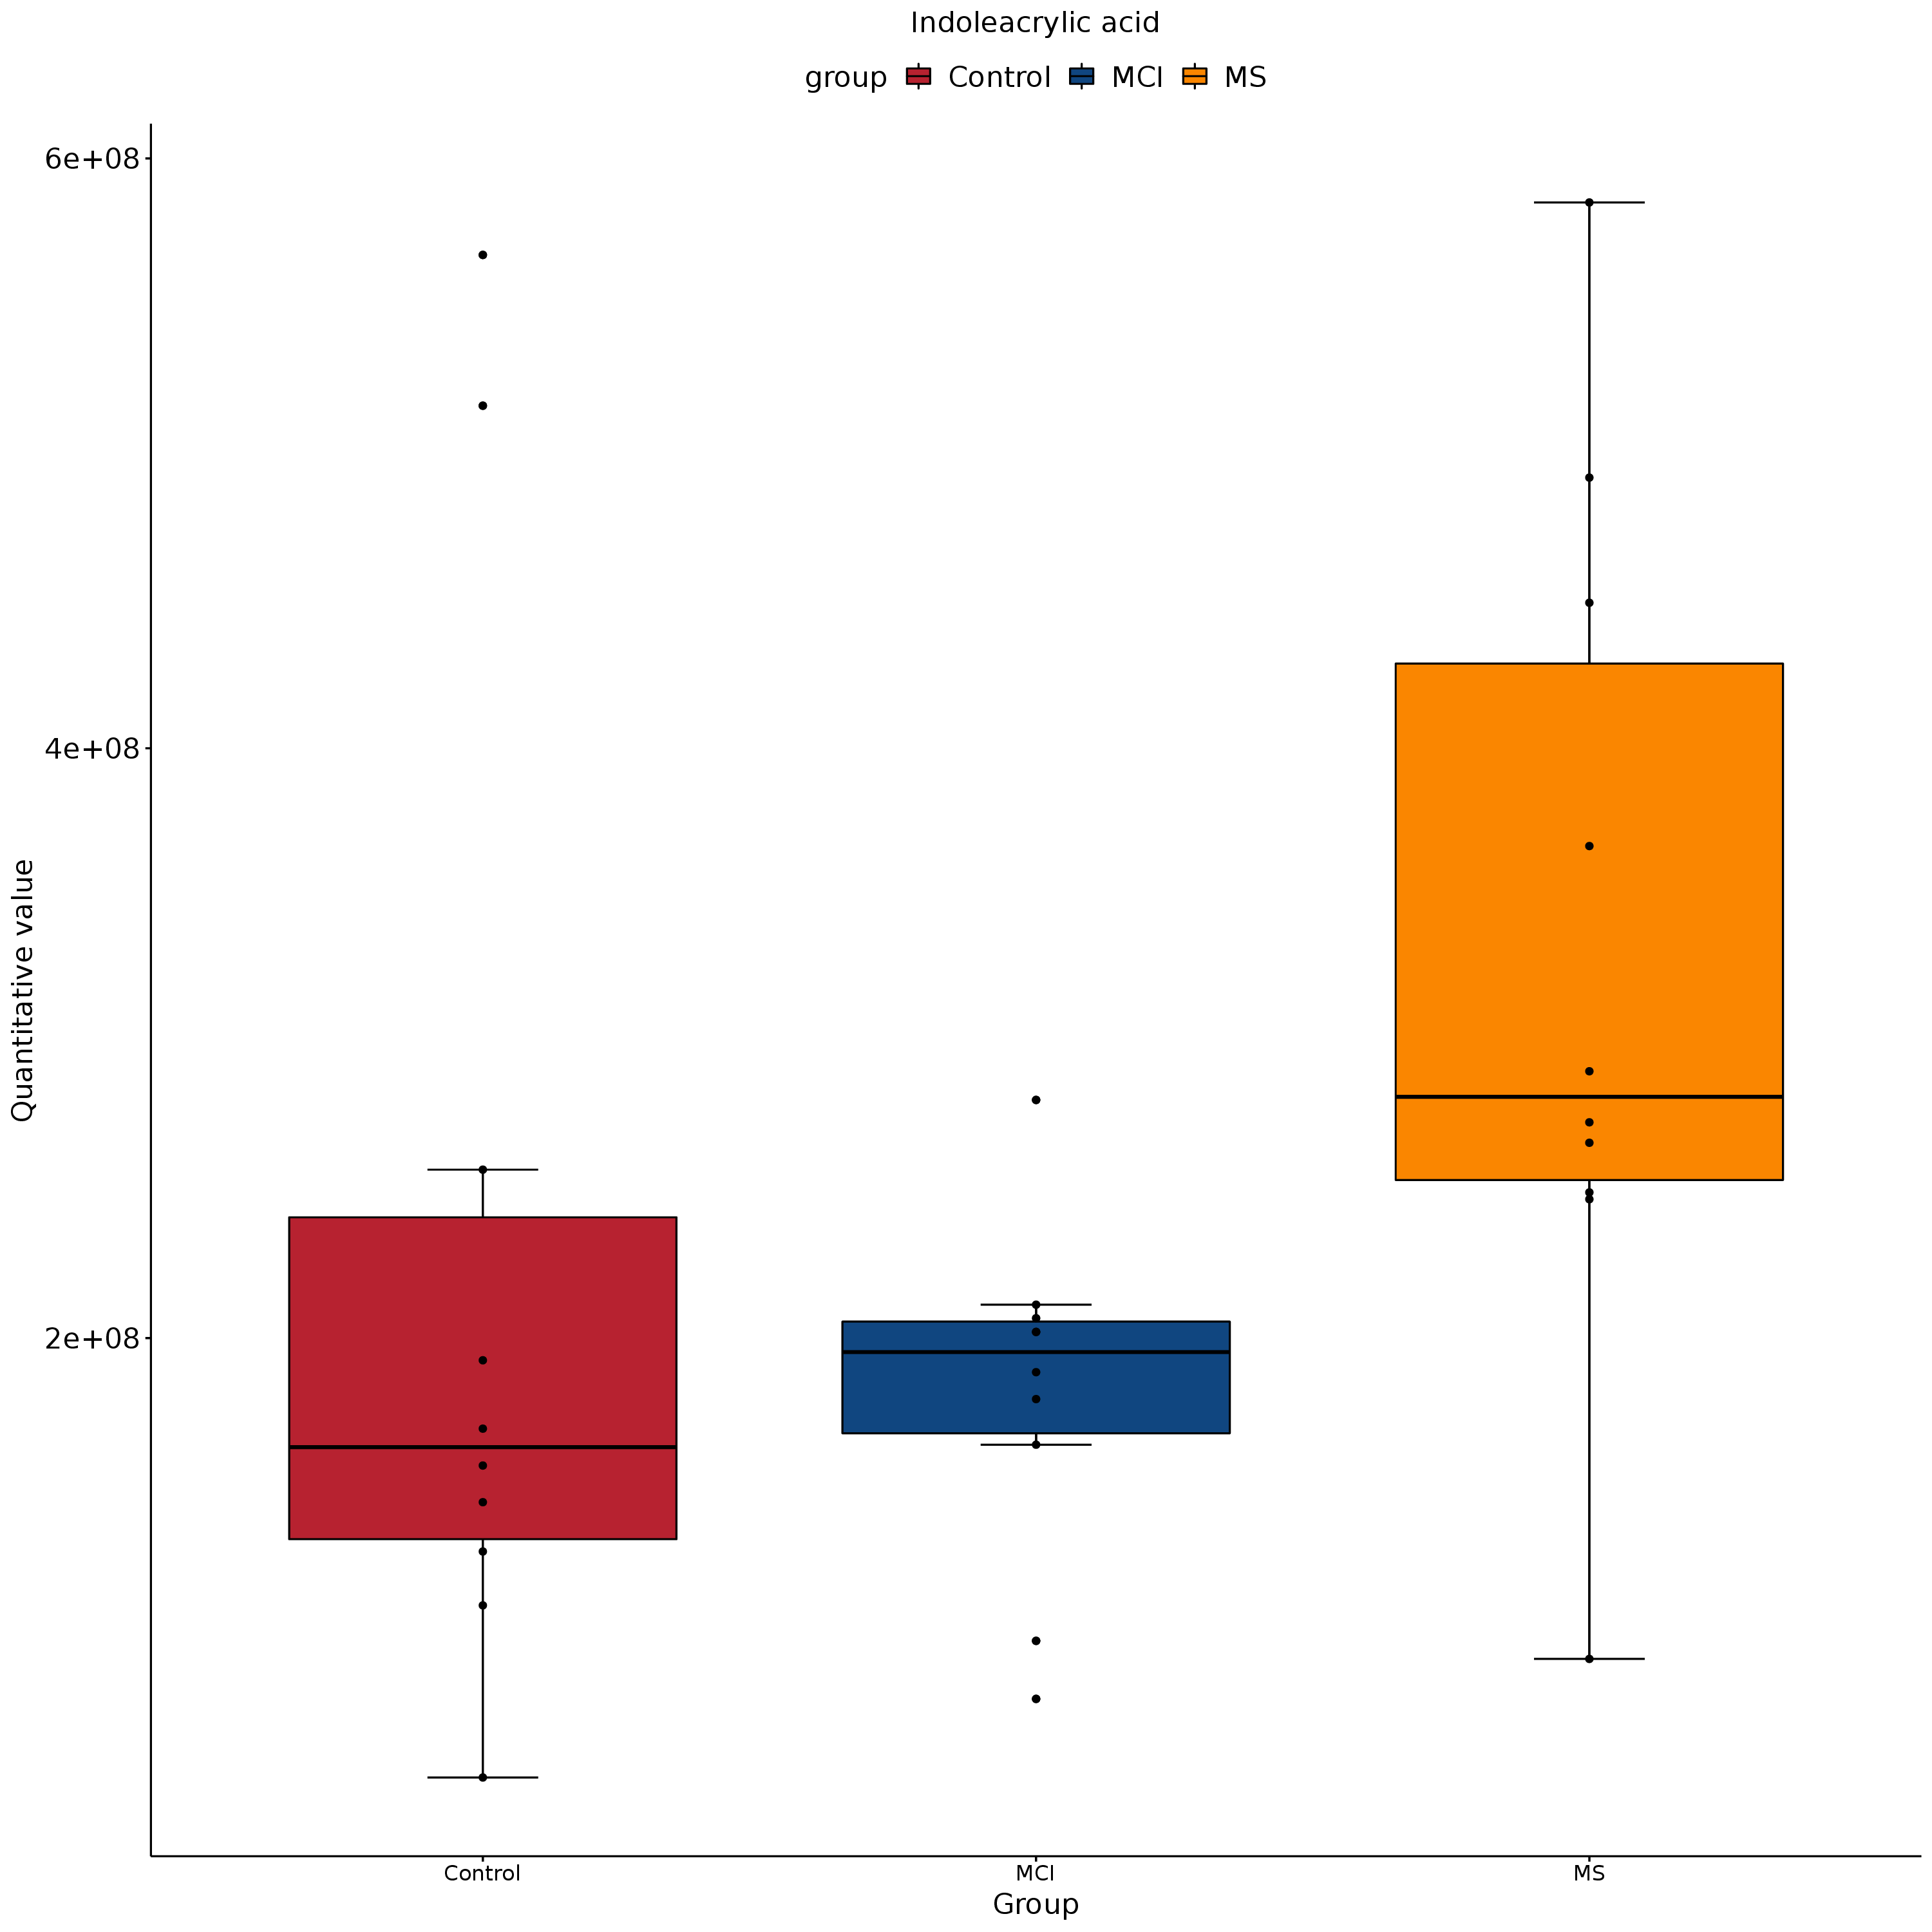 Indoleacrylic acid
group Control MCI MS
6e+08
4e+08
2e+08
Quantitative value
Control MCI MS
Group